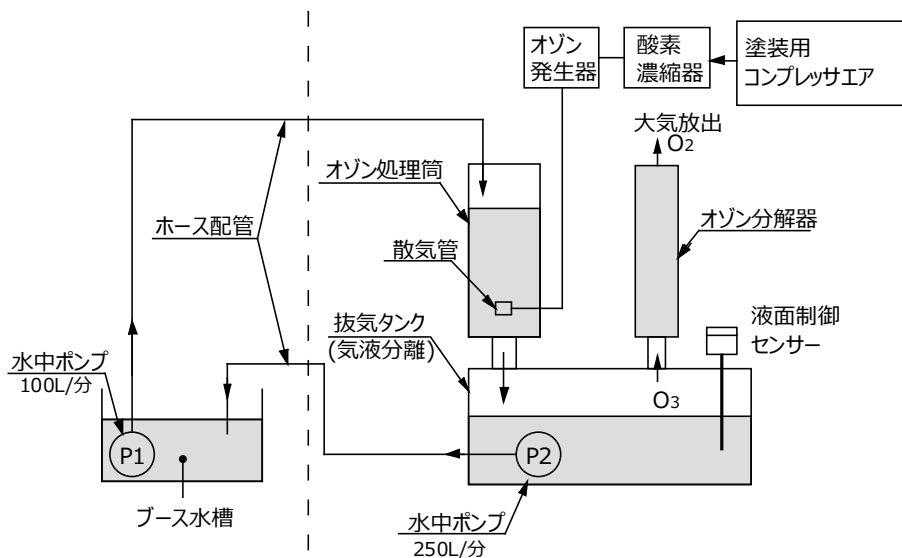 オゾン
発生器
酸素
濃縮器
塗装用
コンプレッサエア
大気放出
O2
オゾン処理筒
ホース配管
オゾン分解器
散気管
抜気タンク
(気液分離)
液面制御
センサー
水中ポンプ
100L/分
O3
P1
P2
ブース水槽
水中ポンプ
250L/分